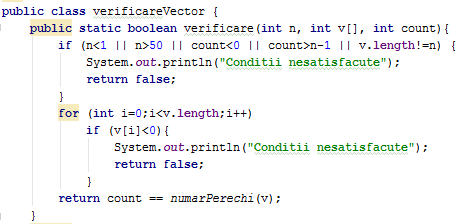 public class verificareVector {
    public static boolean verificare(int n, int v[], int count){
        if (n<1 || n>50 || count<0 || count>n-1 || v.length!=n) {
            System.out.println("Conditii nesatisfacute");
            return false;
        }
        for (int i=0;i<v.length;i++)
            if (v[i]<0){
                System.out.println("Conditii nesatisfacute");
                return false;
            }
        return count == numarPerechi(v);
    }